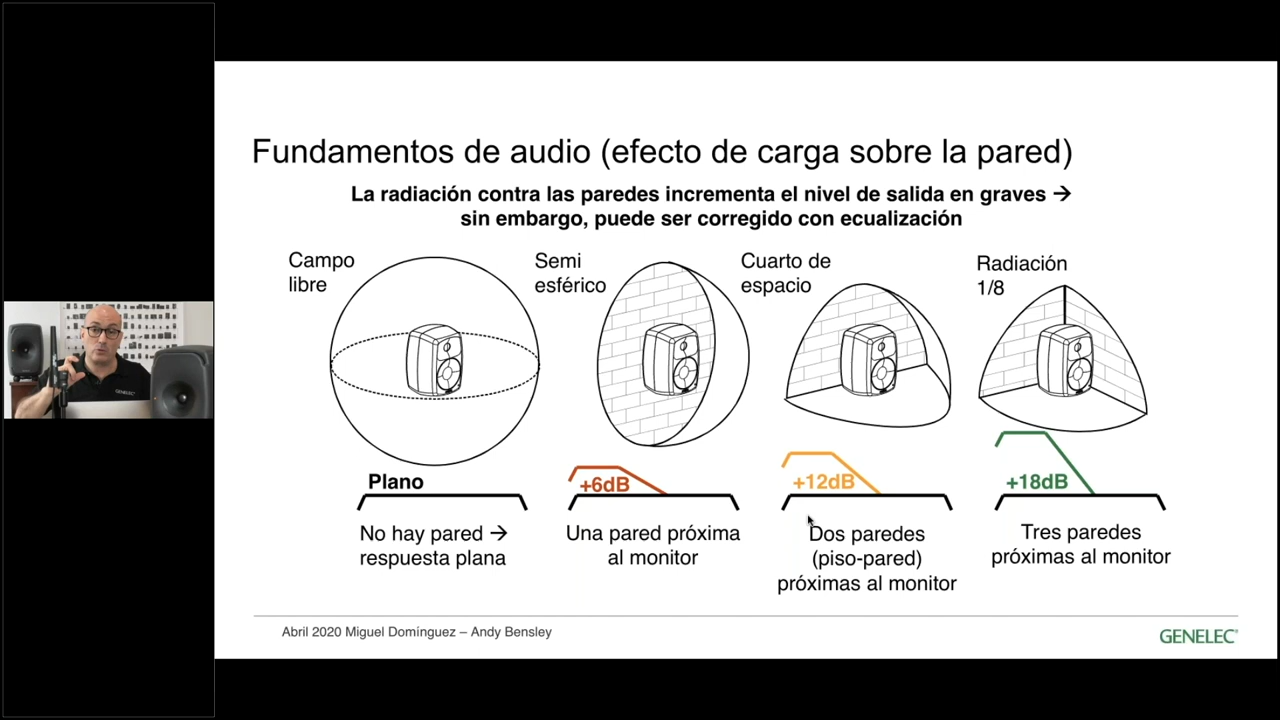 Fundamentos de audio (efecto de carga sobre la pared)
La radiación contra las paredes incrementa el nivel de salida en graves →
sin embargo, puede ser corregido con ecualización
Campo
libre
Semi
esférico
Cuarto de
espacio
Radiación
1/8
Plano
+6dB
+12dB
+18dB
No hay pared →
respuesta plana
Una pared próxima
al monitor
Dos paredes
(piso-pared)
próximas al monitor
Tres paredes
próximas al monitor
Abril 2020 Miguel Domínguez – Andy Bensley
GENELEC®
GENELEC